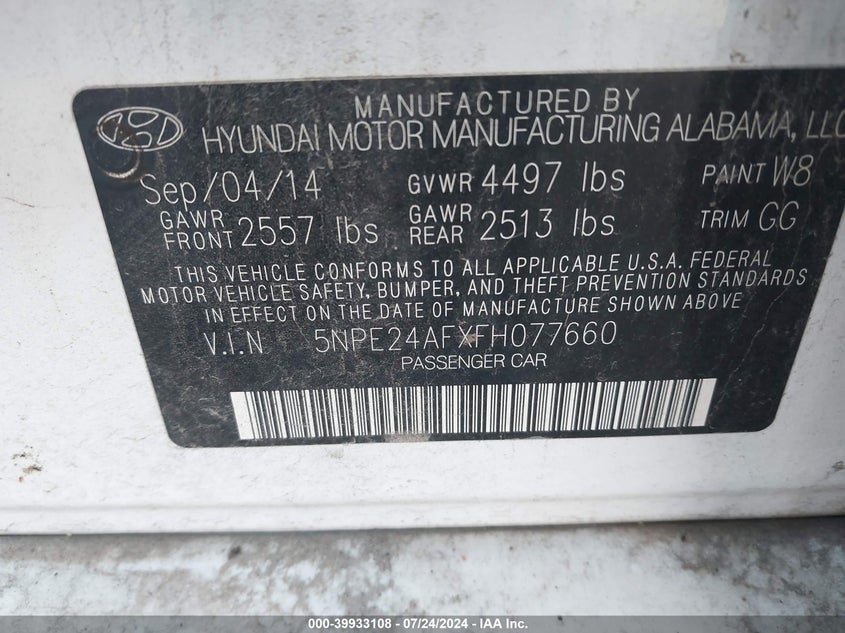 MANUFACTURED BY
HYUNDAI MOTOR MANUFACTURING ALABAMA, LLC
Sep/04/14 GVWR 4497 lbs PAINT W8
GAWR FRONT 2557 lbs GAWR REAR 2513 lbs TRIM GG
THIS VEHICLE CONFORMS TO ALL APPLICABLE U.S.A. FEDERAL
MOTOR VEHICLE SAFETY, BUMPER, AND THEFT PREVENTION STANDARDS
IN EFFECT ON THE DATE OF MANUFACTURE SHOWN ABOVE
V.I.N 5NPE24AFXFH077660
PASSENGER CAR
000-39933108 - 07/24/2024 - IAA Inc.